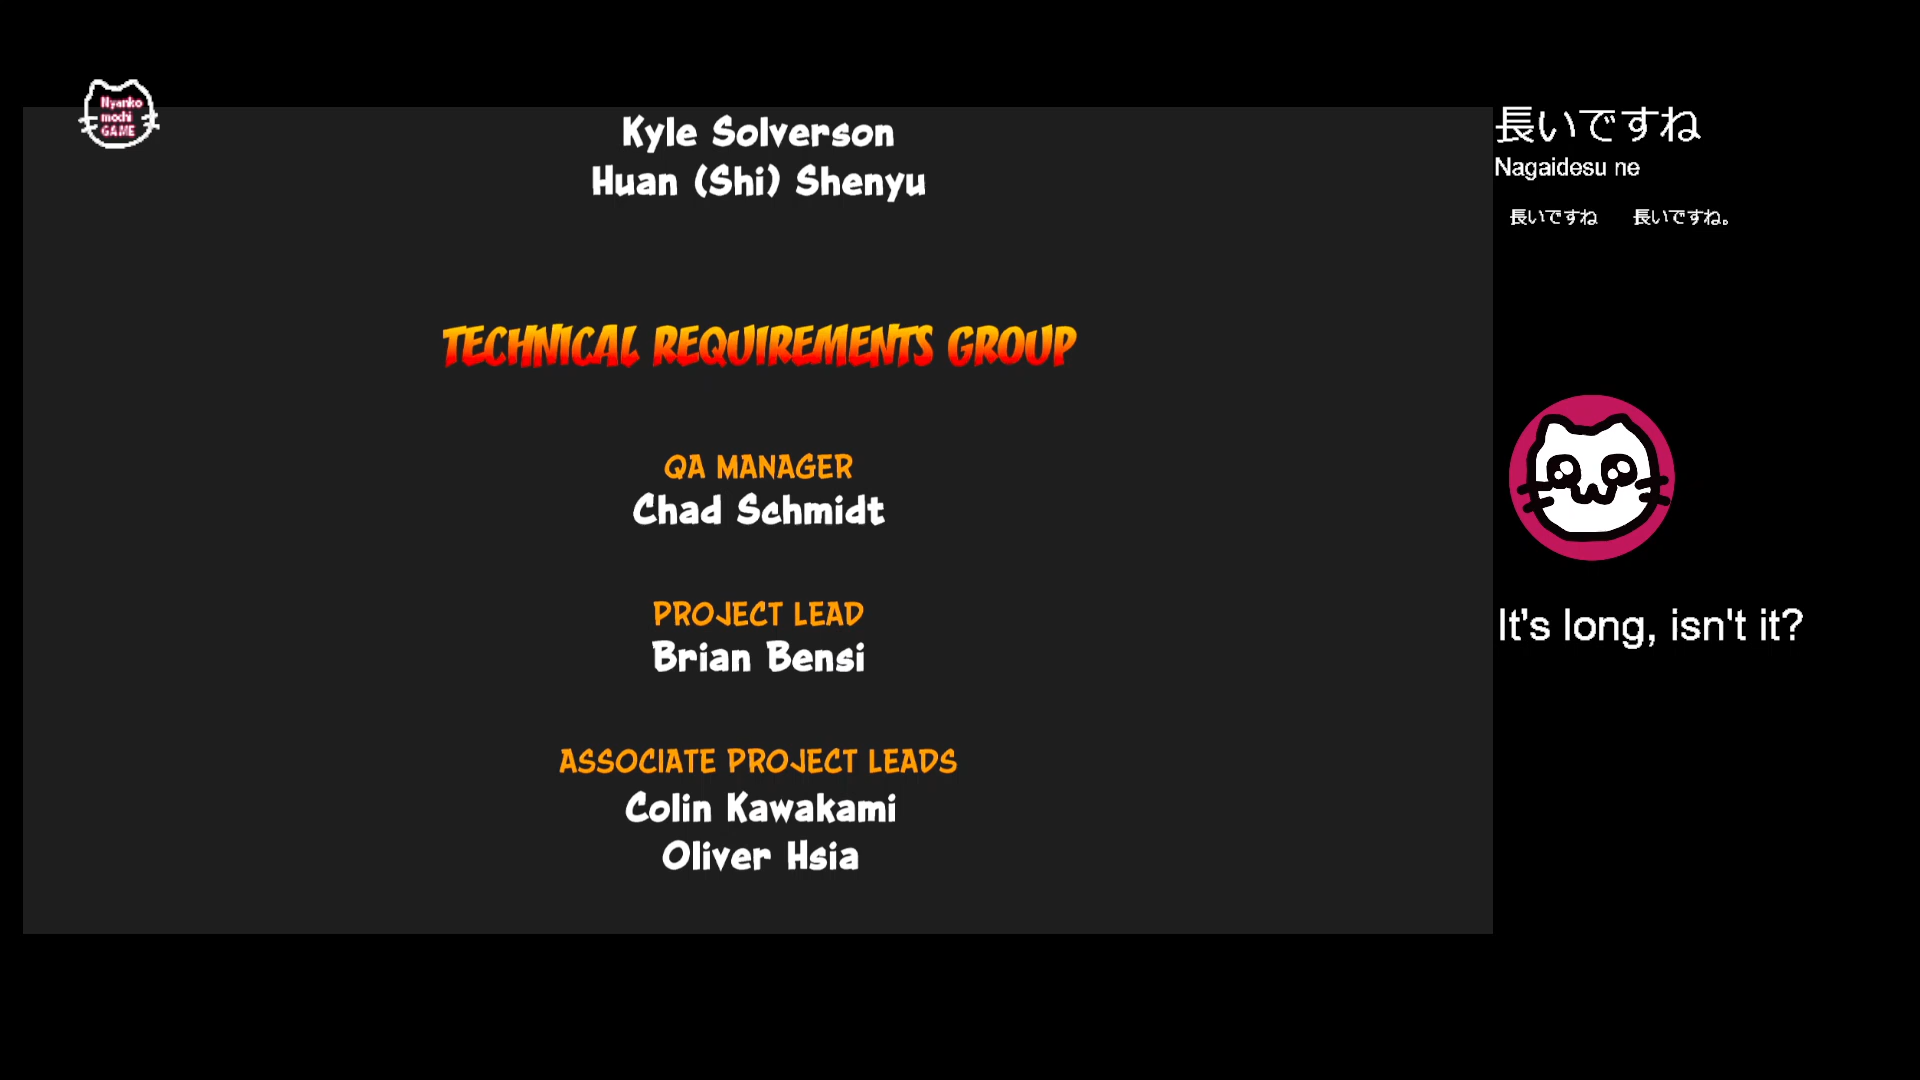 Nyanko
mochi
GAME
Kyle Solverson
Huan (Shi) Shenyu
TECHNICAL REQUIREMENTS GROUP
QA MANAGER
Chad Schmidt
PROJECT LEAD
Brian Bensi
ASSOCIATE PROJECT LEADS
Colin Kawakami
Oliver Hsia
長いですね
Nagaidesu ne
長いですね 長いですね。
It's long, isn't it?